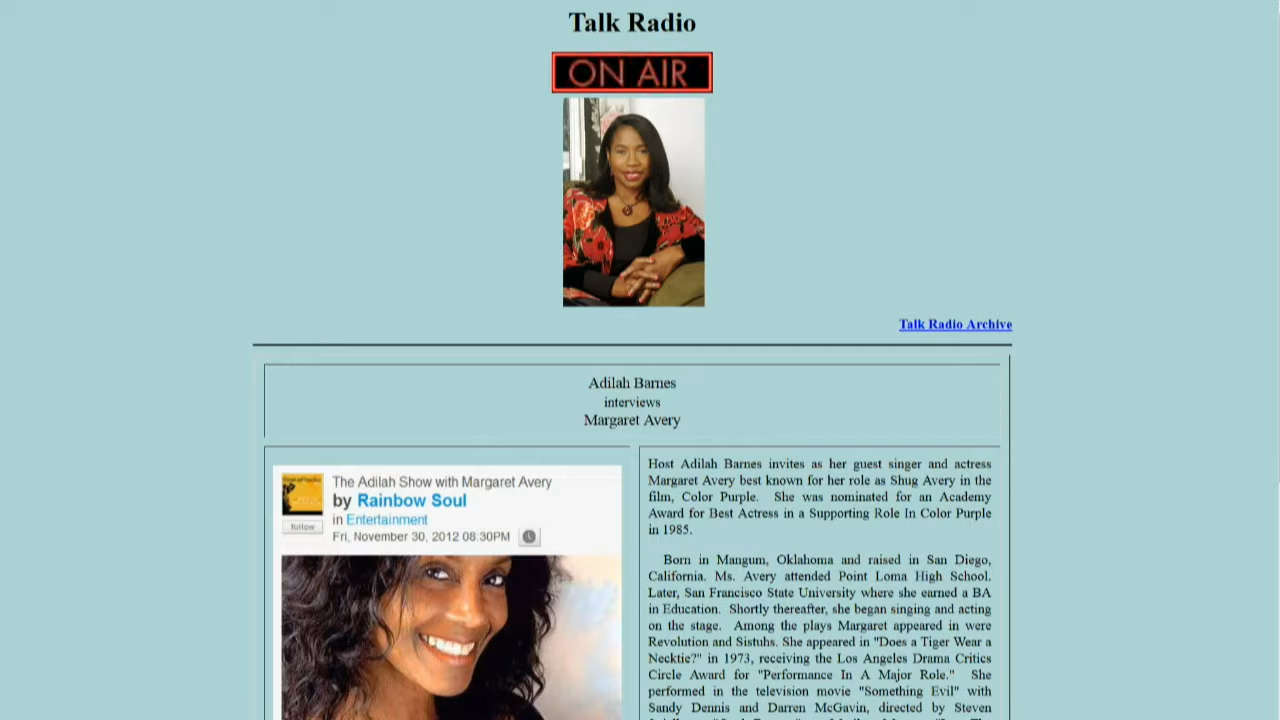 Talk Radio
ON AIR
Talk Radio Archive
Adilah Barnes
interviews
Margaret Avery
The Adilah Show with Margaret Avery
by Rainbow Soul
in Entertainment
follow
Fri, November 30, 2012 08:30PM
Host Adilah Barnes invites as her guest singer and actress
Margaret Avery best known for her role as Shug Avery in the
film, Color Purple. She was nominated for an Academy
Award for Best Actress in a Supporting Role In Color Purple
in 1985.
Born in Mangum, Oklahoma and raised in San Diego,
California. Ms. Avery attended Point Loma High School.
Later, San Francisco State University where she earned a BA
in Education. Shortly thereafter, she began singing and acting
on the stage. Among the plays Margaret appeared in were
Revolution and Sistuhs. She appeared in "Does a Tiger Wear a
Necktie?" in 1973, receiving the Los Angeles Drama Critics
Circle Award for "Performance In A Major Role." She
performed in the television movie "Something Evil" with
Sandy Dennis and Darren McGavin, directed by Steven